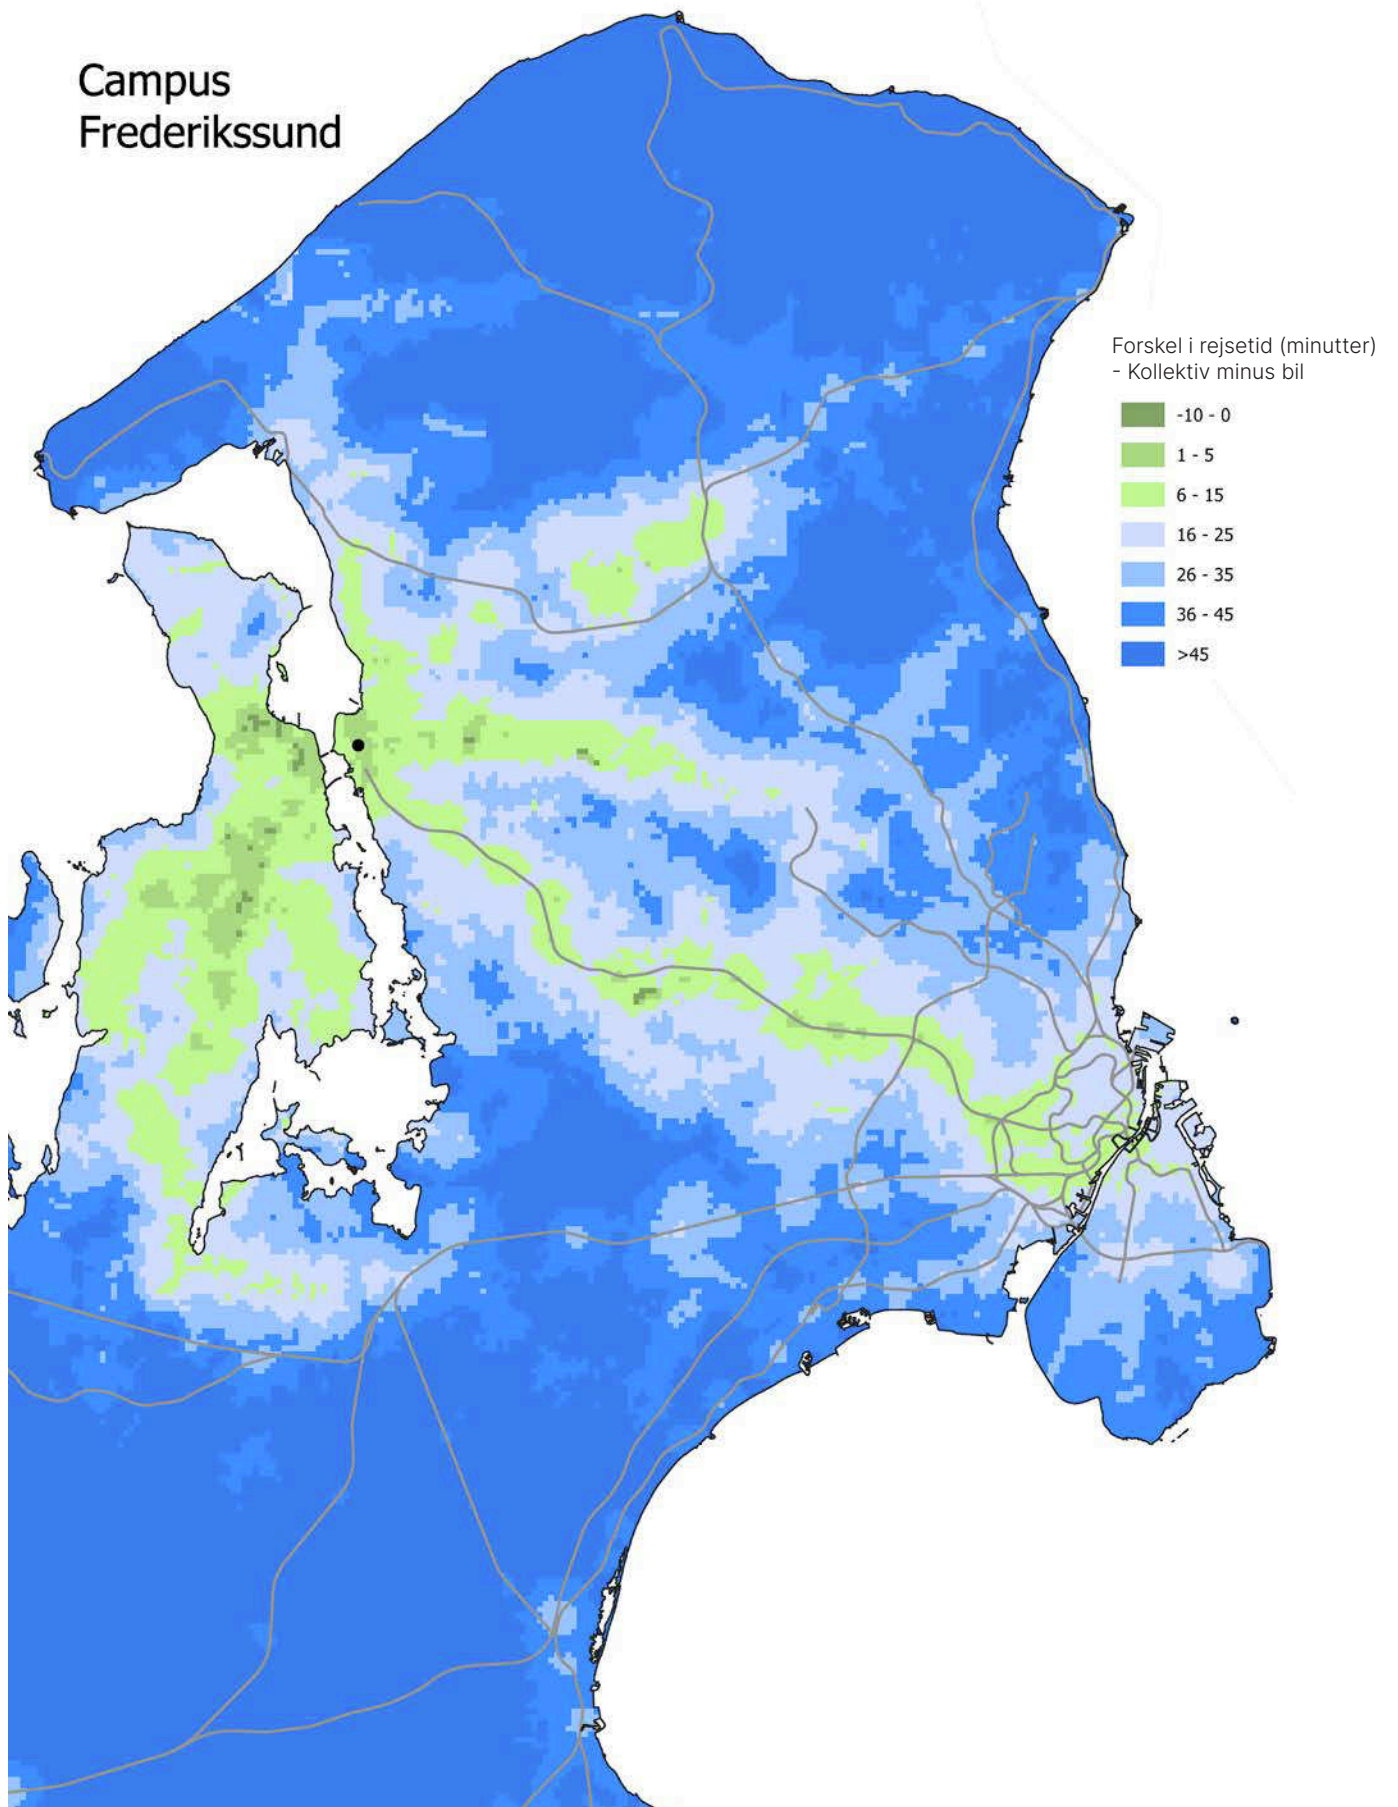 Campus
Frederikssund
Forskel i rejsetid (minutter)
- Kollektiv minus bil
-10 - 0
1 - 5
6 - 15
16 - 25
26 - 35
36 - 45
>45